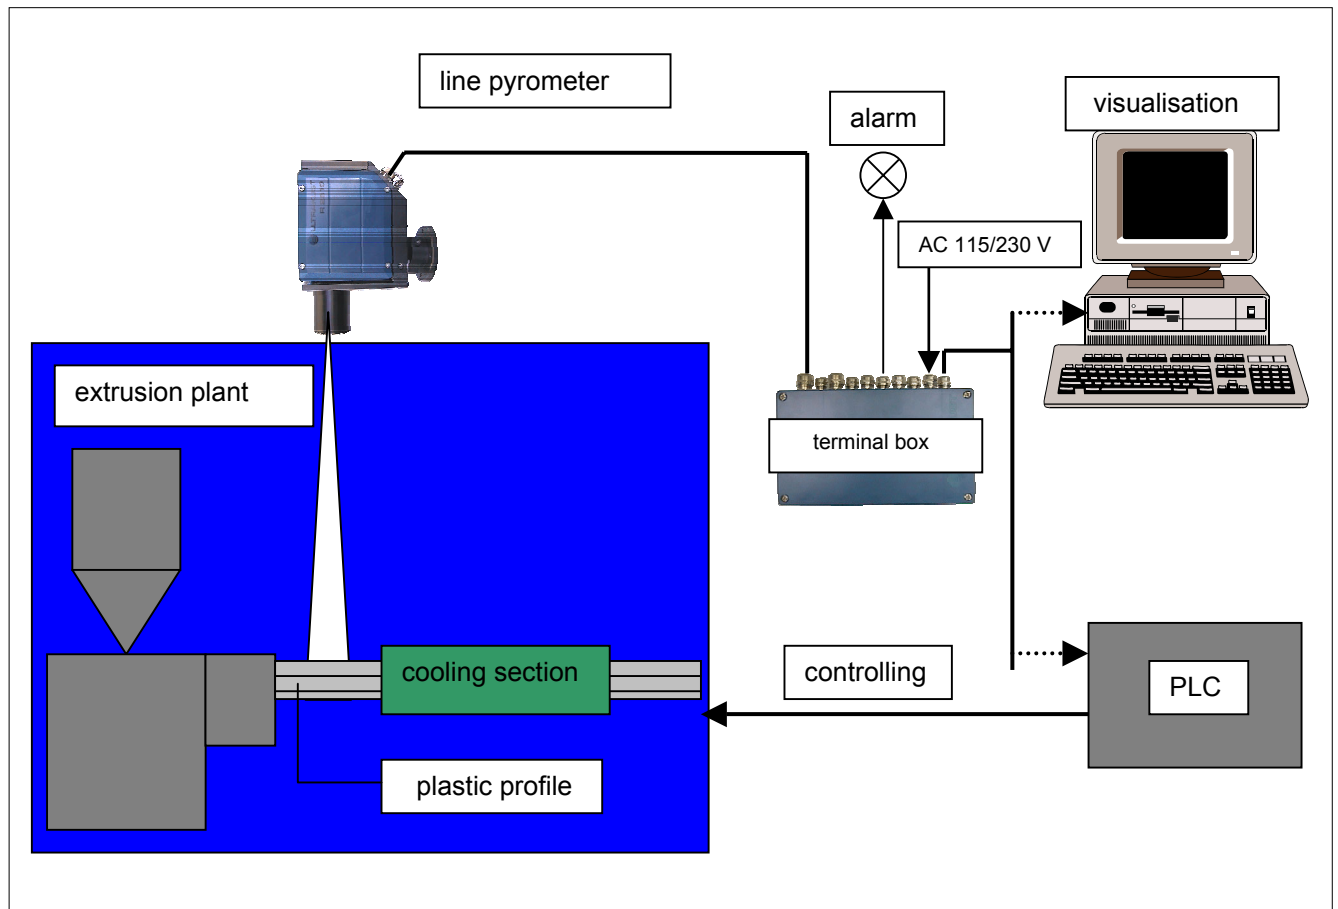 line pyrometer
alarm
visualisation
AC 115/230 V
extrusion plant
terminal box
cooling section
controlling
PLC
plastic profile